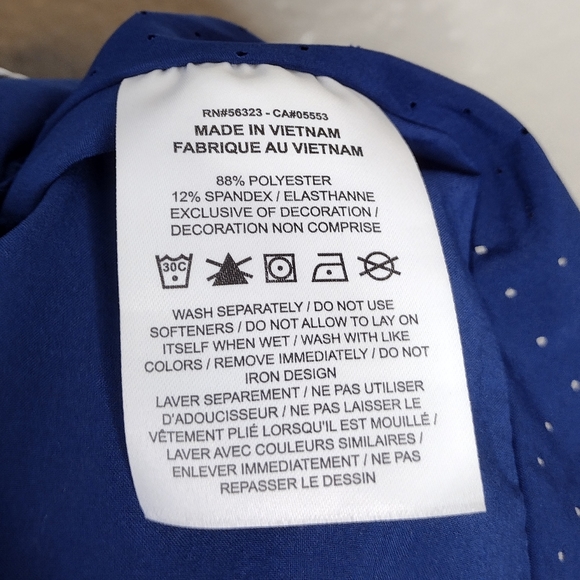 RN#56323 - CA#05553
MADE IN VIETNAM
FABRIQUE AU VIETNAM
88% POLYESTER
12% SPANDEX / ELASTHANNE
EXCLUSIVE OF DECORATION /
DECORATION NON COMPRISE
30C
WASH SEPARATELY / DO NOT USE
SOFTENERS / DO NOT ALLOW TO LAY ON
ITSELF WHEN WET / WASH WITH LIKE
COLORS / REMOVE IMMEDIATELY / DO NOT
IRON DESIGN
LAVER SEPAREMENT / NE PAS UTILISER
D'ADOUCISSEUR / NE PAS LAISSER LE
VÊTEMENT PLIÉ LORSQU'IL EST MOUILLÉ /
LAVER AVEC COULEURS SIMILAIRES /
ENLEVER IMMEDIATEMENT / NE PAS
REPASSER LE DESSIN